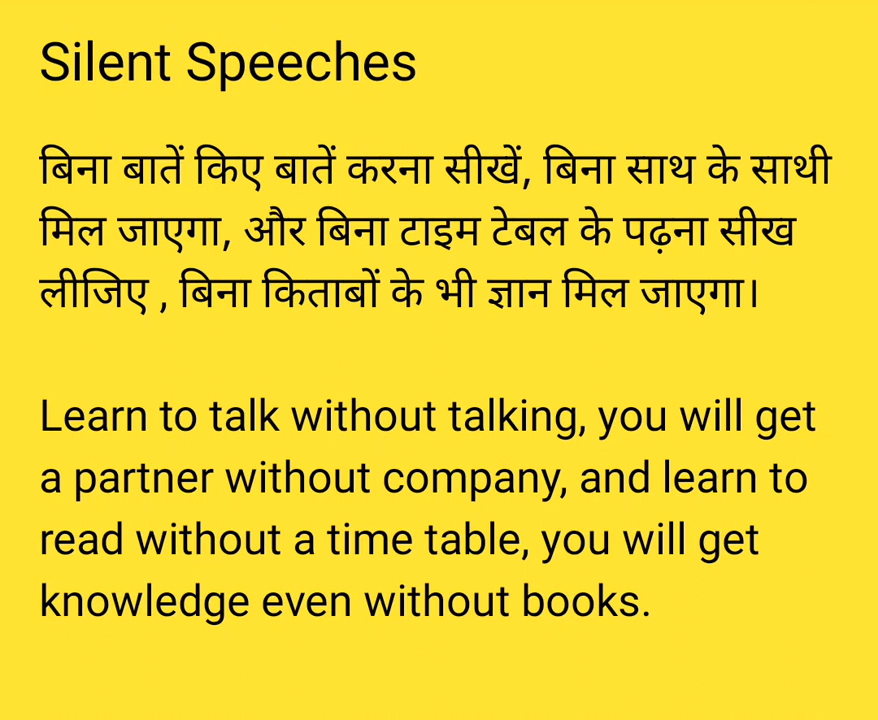 Silent Speeches
बिना बातें किए बातें करना सीखें, बिना साथ के साथी
मिल जाएगा, और बिना टाइम टेबल के पढ़ना सीख
लीजिए , बिना किताबों के भी ज्ञान मिल जाएगा।
Learn to talk without talking, you will get
a partner without company, and learn to
read without a time table, you will get
knowledge even without books.